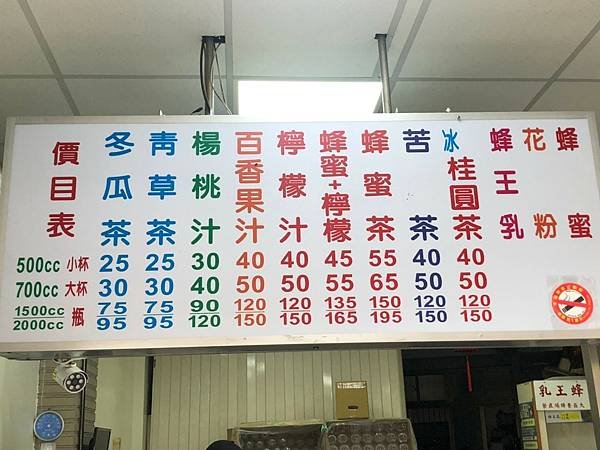 價目表
冬瓜茶
青草茶
楊桃汁
百香果汁
檸檬汁
蜂蜜+檸檬
蜂蜜茶
苦茶
冰桂圓茶
蜂王乳
花粉
蜂蜜
500cc 小杯 25 25 30 40 40 45 55 40 40
700cc 大杯 30 30 40 50 50 55 65 50 50
1500cc 瓶 75 75 90 120 120 135 150 120 120
2000cc 95 95 120 150 150 165 195 150 150
乳王蜂